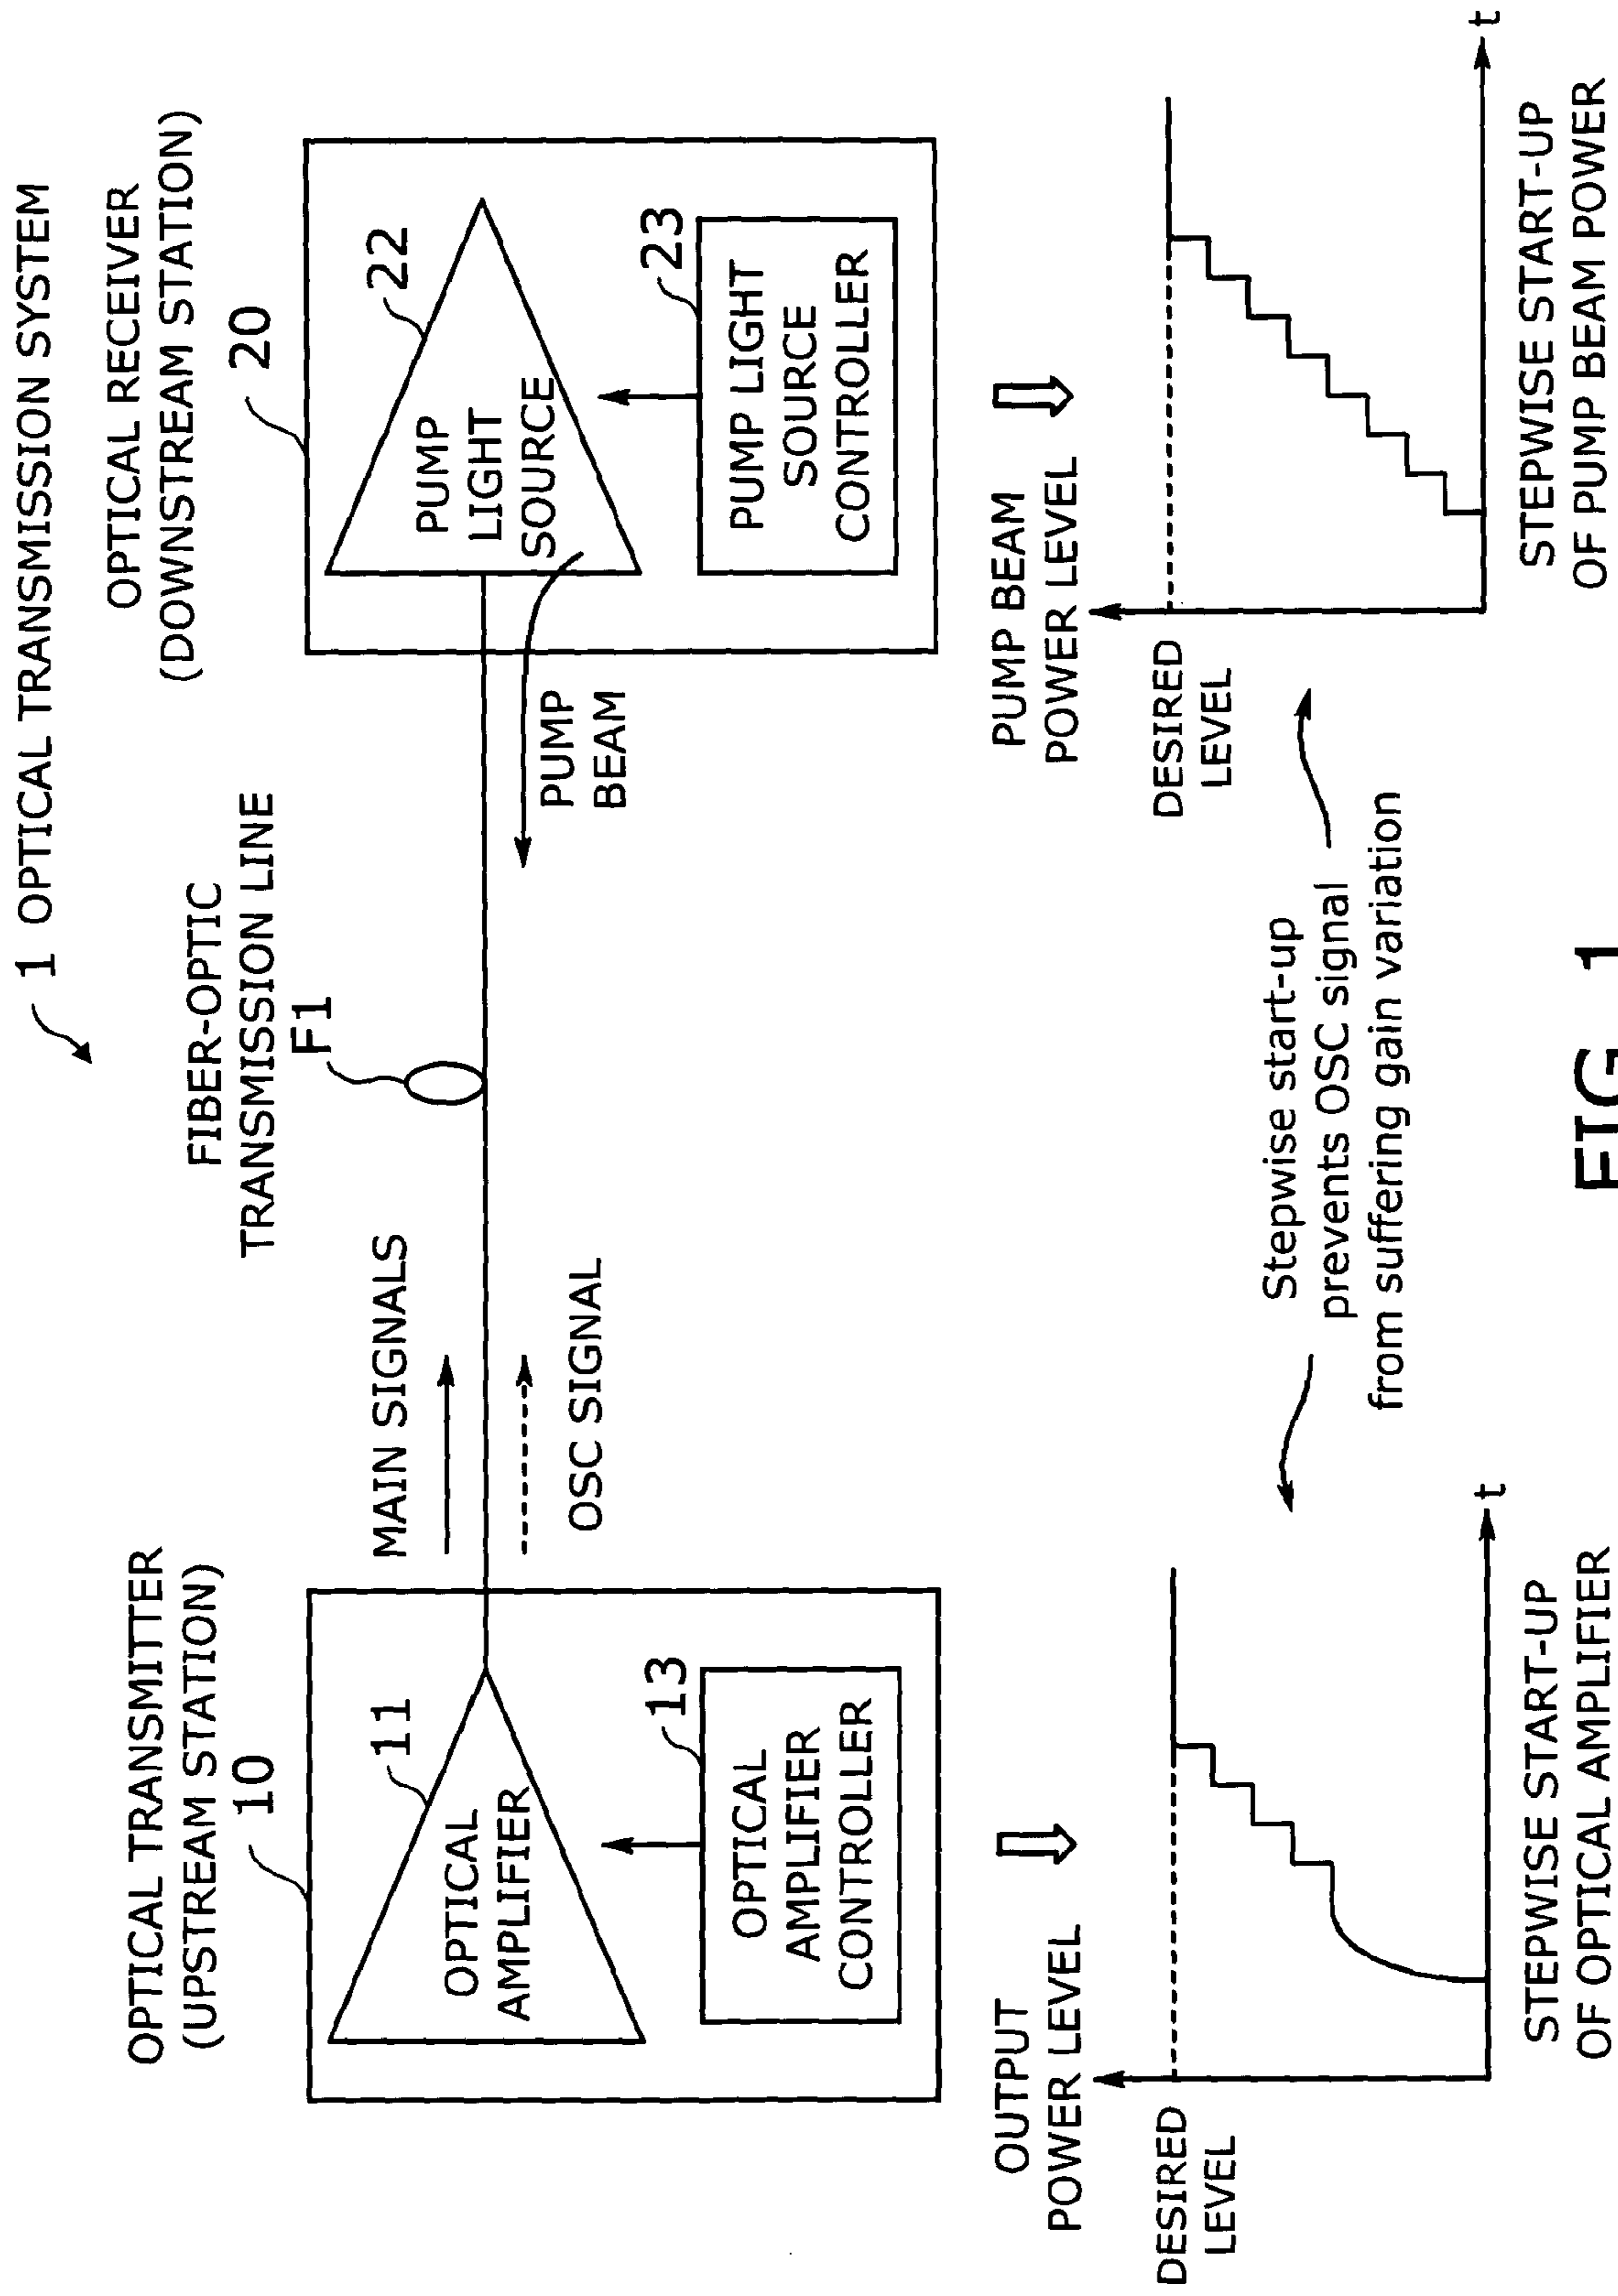 1 OPTICAL TRANSMISSION SYSTEM
OPTICAL TRANSMITTER
(UPSTREAM STATION)
10
11
OPTICAL
AMPLIFIER
13
OPTICAL
AMPLIFIER
CONTROLLER
MAIN SIGNALS
OSC SIGNAL
FIBER-OPTIC
TRANSMISSION LINE
F1
PUMP
BEAM
OPTICAL RECEIVER
(DOWNSTREAM STATION)
20
22
PUMP
LIGHT
SOURCE
23
PUMP LIGHT
SOURCE
CONTROLLER
OUTPUT
POWER LEVEL
DESIRED
LEVEL
t
STEPWISE START-UP
OF OPTICAL AMPLIFIER
Stepwise start-up
prevents OSC signal
from suffering gain variation
PUMP BEAM
POWER LEVEL
DESIRED
LEVEL
t
STEPWISE START-UP
OF PUMP BEAM POWER
FIG. 1